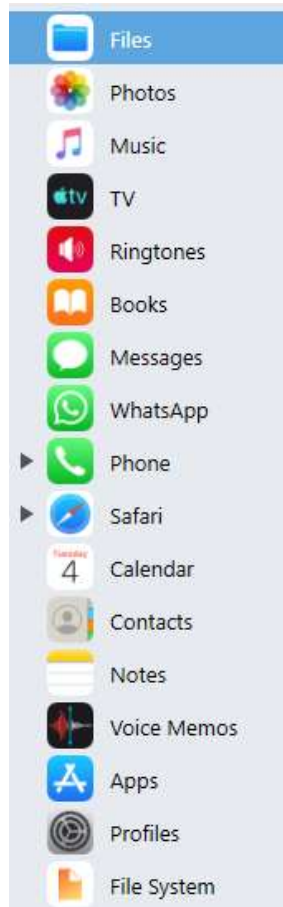 Files
Photos
Music
tv TV
Ringtones
Books
Messages
WhatsApp
Phone
Safari
Tuesday
4 Calendar
Contacts
Notes
Voice Memos
Apps
Profiles
File System